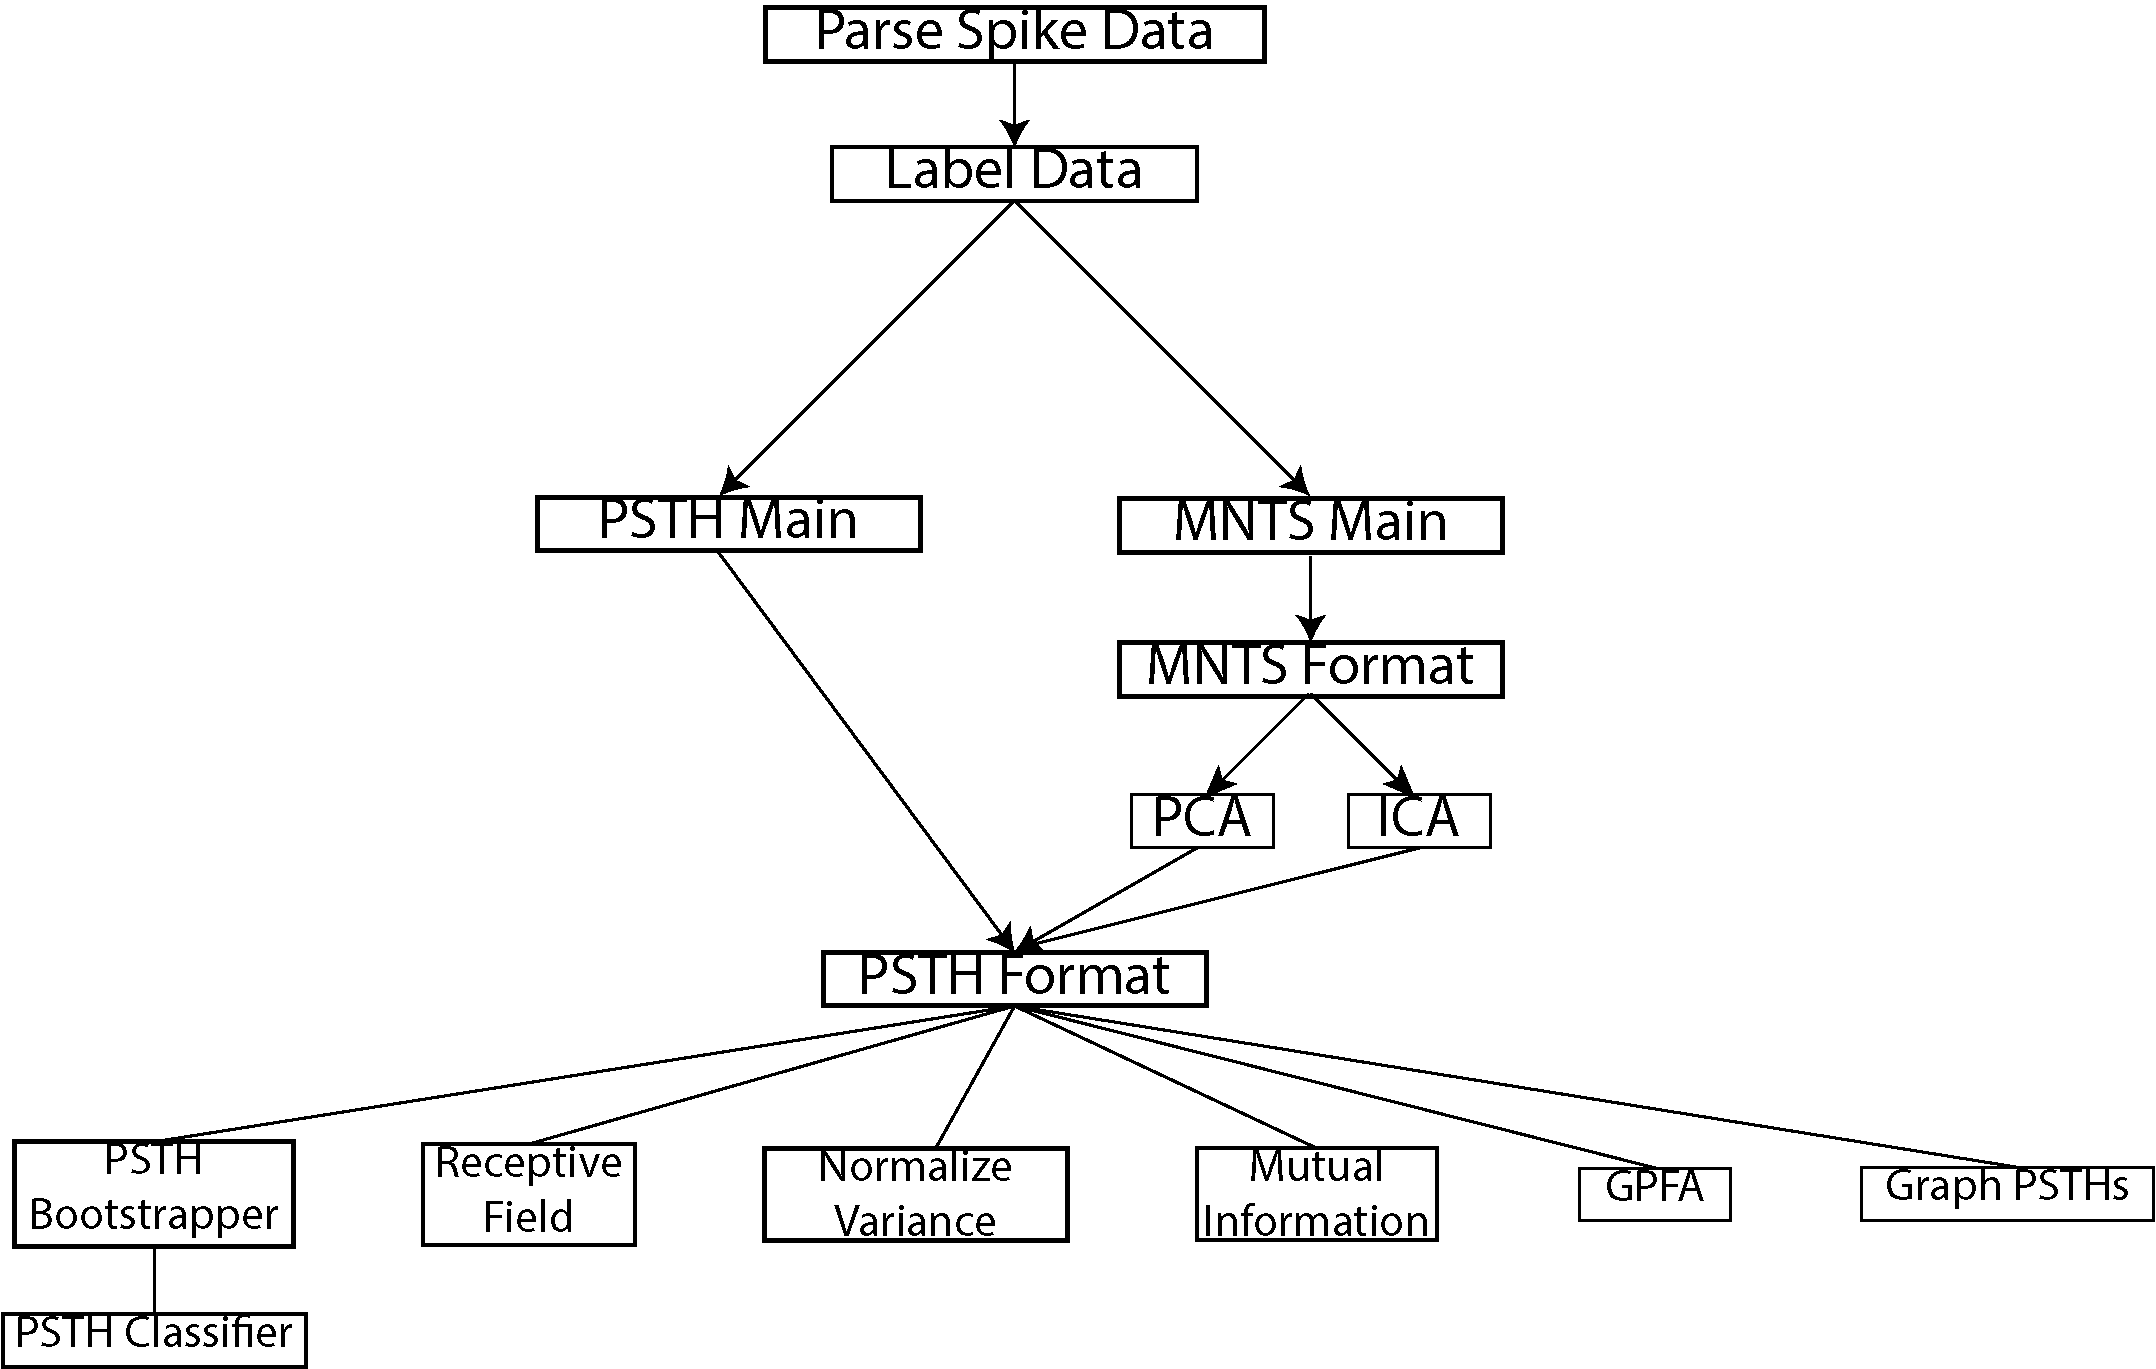 Parse Spike Data
Label Data
PSTH Main
MNTS Main
MNTS Format
PCA
ICA
PSTH Format
PSTH
Bootstrapper
Receptive
Field
Normalize
Variance
Mutual
Information
GPFA
Graph PSTHs
PSTH Classifier